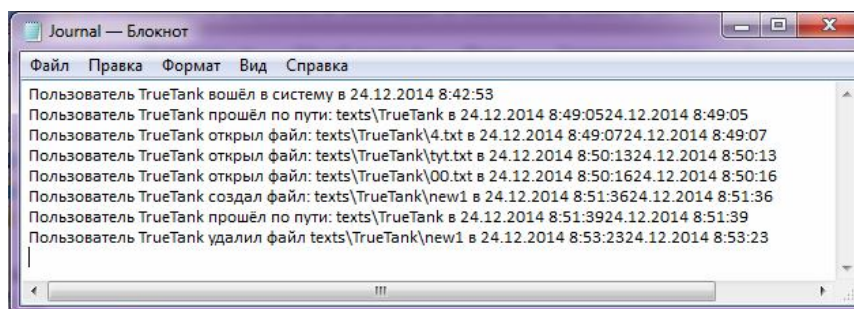 Journal — Блокнот
Файл Правка Формат Вид Справка
Пользователь TrueTank вошёл в систему в 24.12.2014 8:42:53
Пользователь TrueTank прошёл по пути: texts\TrueTank в 24.12.2014 8:49:0524.12.2014 8:49:05
Пользователь TrueTank открыл файл: texts\TrueTank\4.txt в 24.12.2014 8:49:0724.12.2014 8:49:07
Пользователь TrueTank открыл файл: texts\TrueTank\tyt.txt в 24.12.2014 8:50:1324.12.2014 8:50:13
Пользователь TrueTank открыл файл: texts\TrueTank\00.txt в 24.12.2014 8:50:1624.12.2014 8:50:16
Пользователь TrueTank создал файл: texts\TrueTank\new1 в 24.12.2014 8:51:3624.12.2014 8:51:36
Пользователь TrueTank прошёл по пути: texts\TrueTank в 24.12.2014 8:51:3924.12.2014 8:51:39
Пользователь TrueTank удалил файл texts\TrueTank\new1 в 24.12.2014 8:53:2324.12.2014 8:53:23